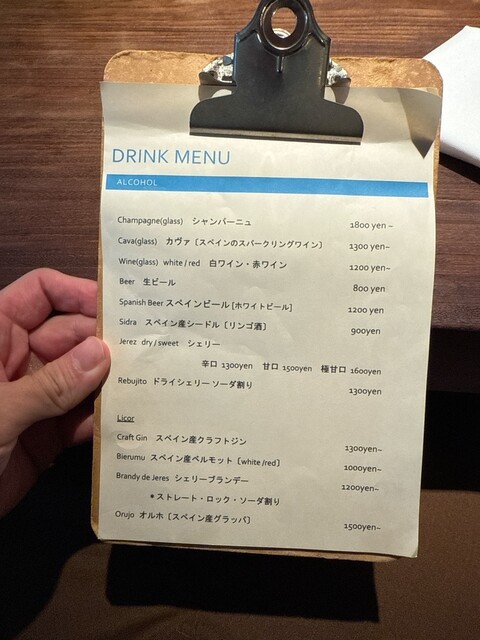 DRINK MENU
ALCOHOL
Champagne(glass) シャンパーニュ 1800 yen ~
Cava(glass) カヴァ［スペインのスパークリングワイン］ 1300 yen~
Wine(glass) white / red 白ワイン・赤ワイン 1200 yen~
Beer 生ビール 800 yen
Spanish Beer スペインビール [ホワイトビール] 1200 yen
Sidra スペイン産シードル［リンゴ酒］ 900yen
Jerez dry / sweet シェリー
辛口 1300yen 甘口 1500yen 極甘口 1600yen
Rebujito ドライシェリーソーダ割り 1300yen
Licor
Craft Gin スペイン産クラフトジン 1300yen~
Bierumu スペイン産ベルモット［white /red］ 1000yen~
Brandy de Jeres シェリーブランデー 1200yen~
＊ストレート・ロック・ソーダ割り
Orujo オルホ［スペイン産グラッパ］ 1500yen~